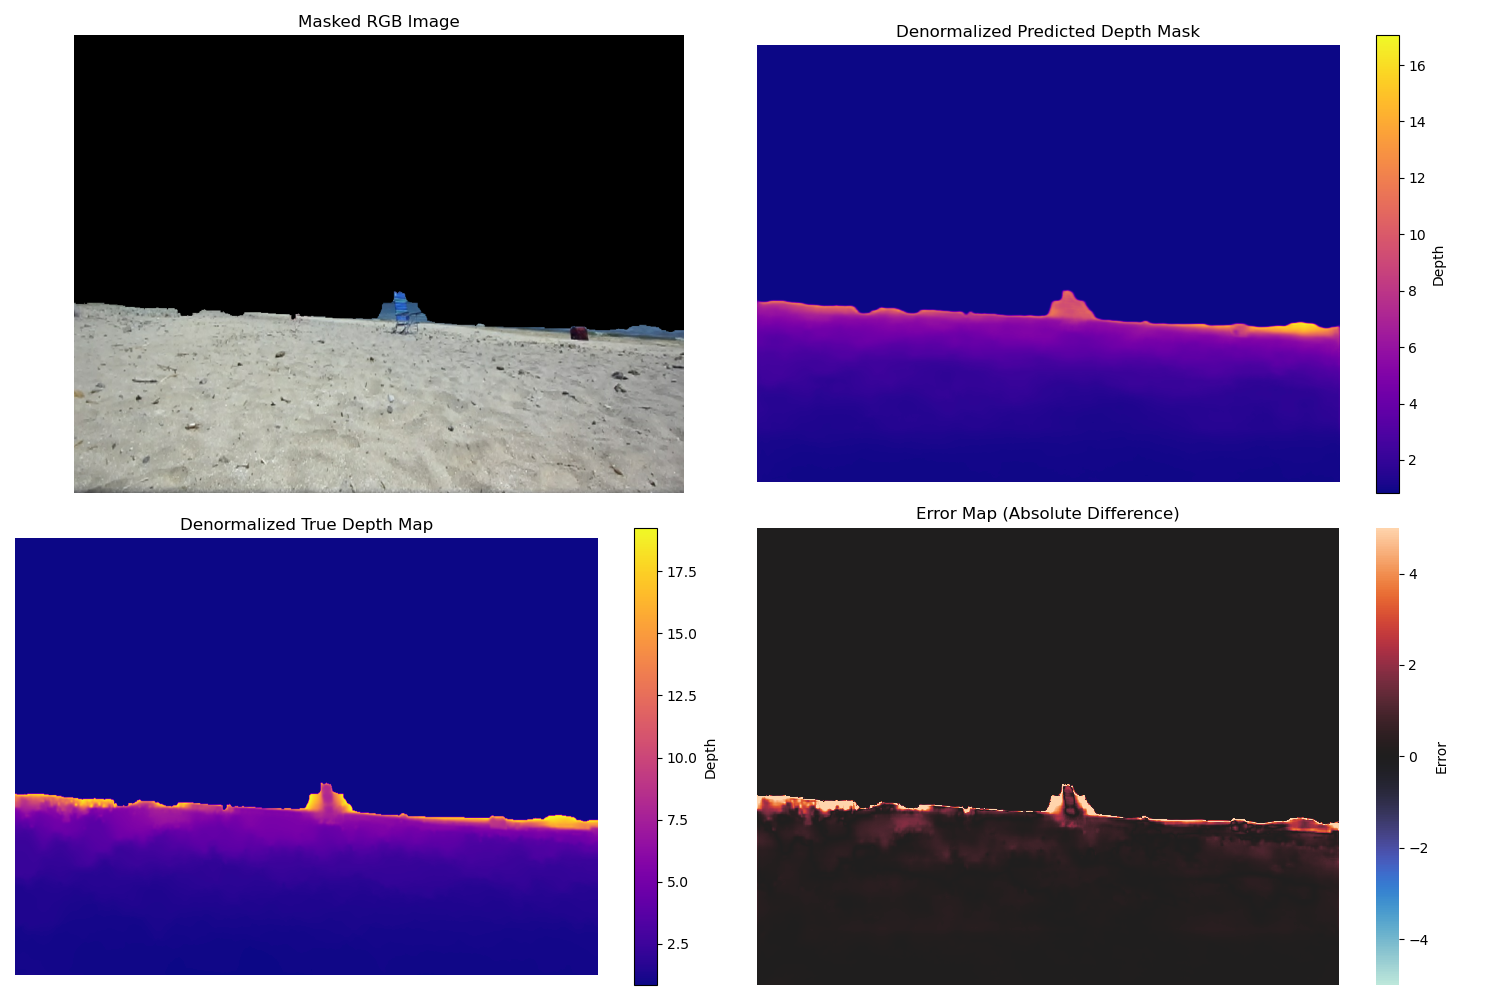 Masked RGB Image
Denormalized Predicted Depth Mask
16
14
12
10
8
6
4
2
Depth
Denormalized True Depth Map
17.5
15.0
12.5
10.0
7.5
5.0
2.5
Depth
Error Map (Absolute Difference)
4
2
0
−2
−4
Error